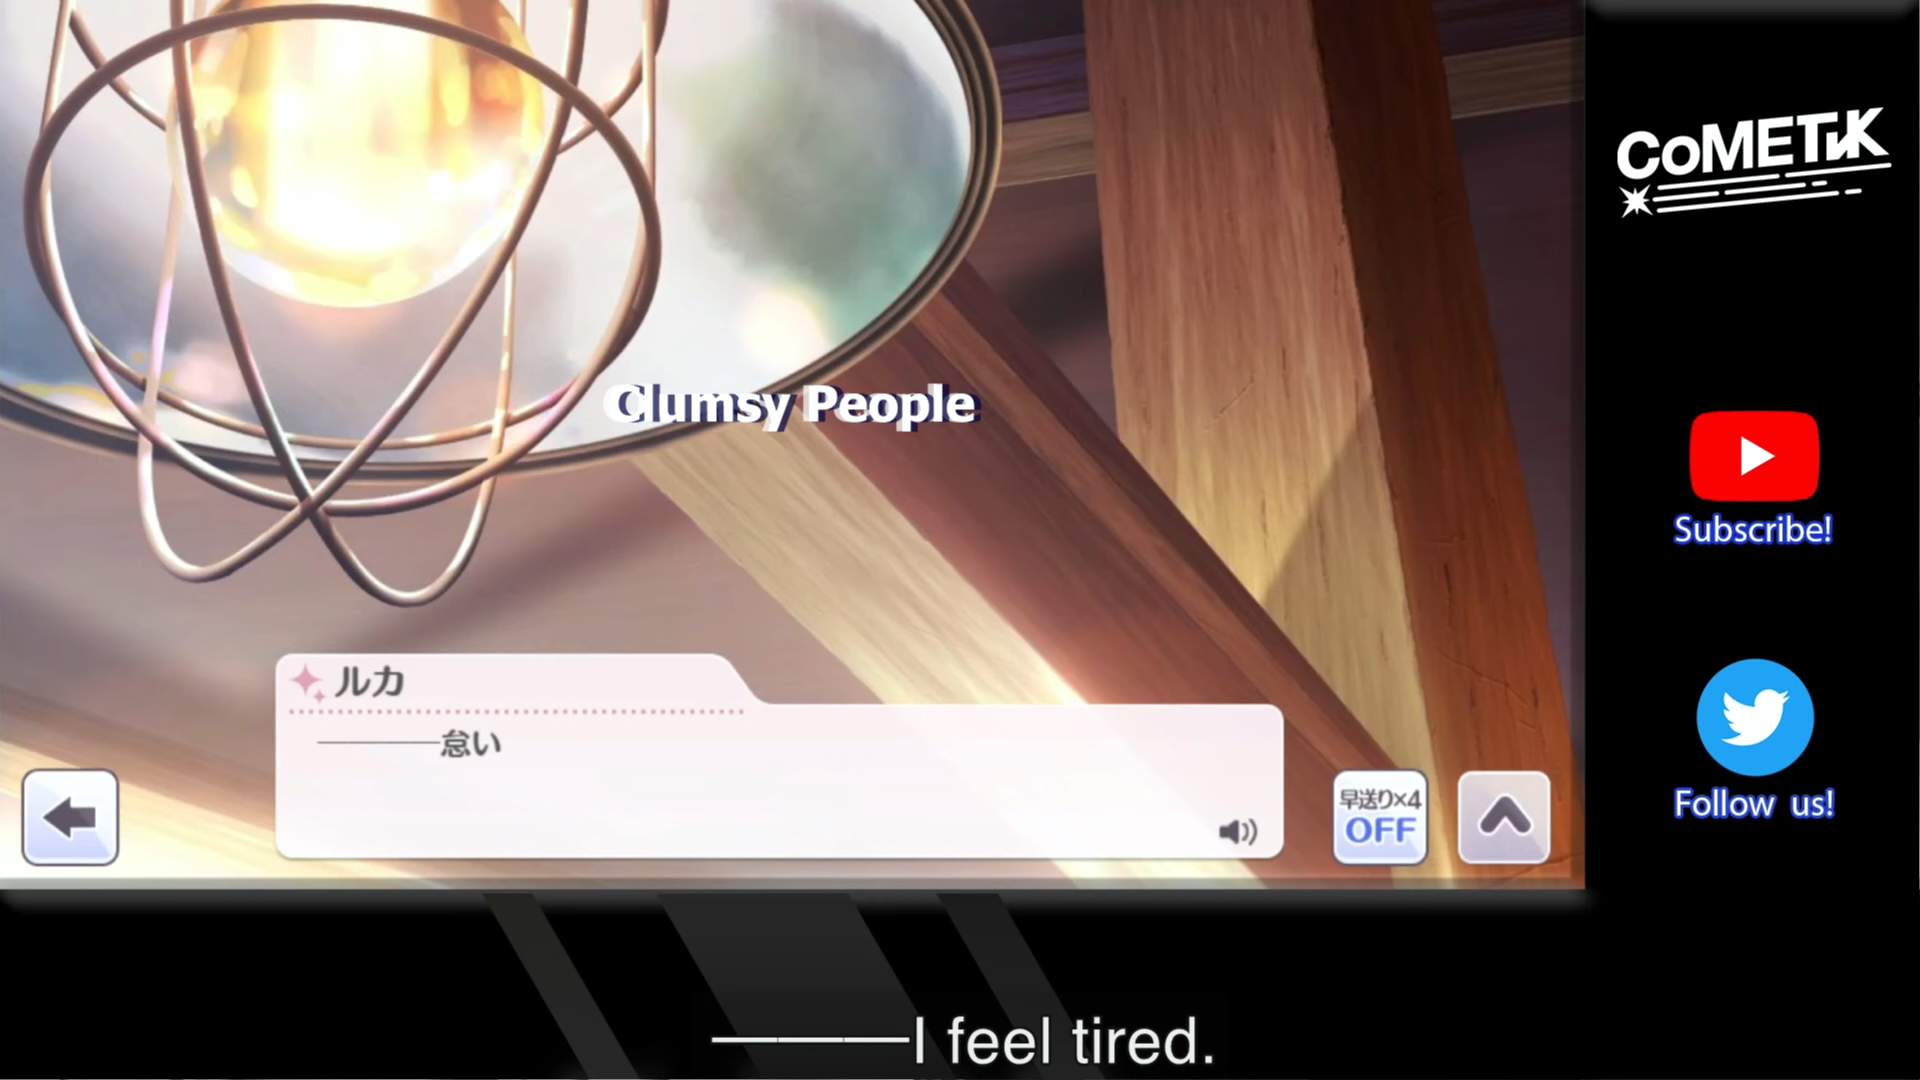 CoMETIK
Clumsy People
Subscribe!
ルカ
————怠い
早送り×4
OFF
Follow us!
———I feel tired.